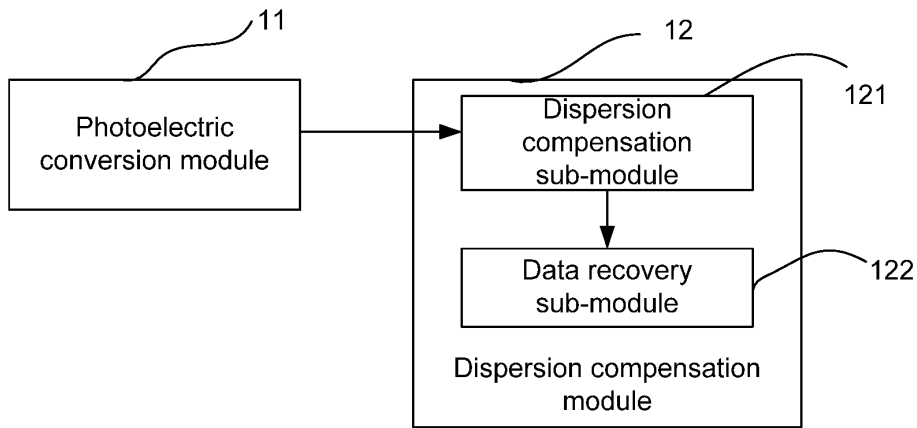 11
Photoelectric
conversion module
12
121
Dispersion
compensation
sub-module
Data recovery
sub-module
122
Dispersion compensation
module